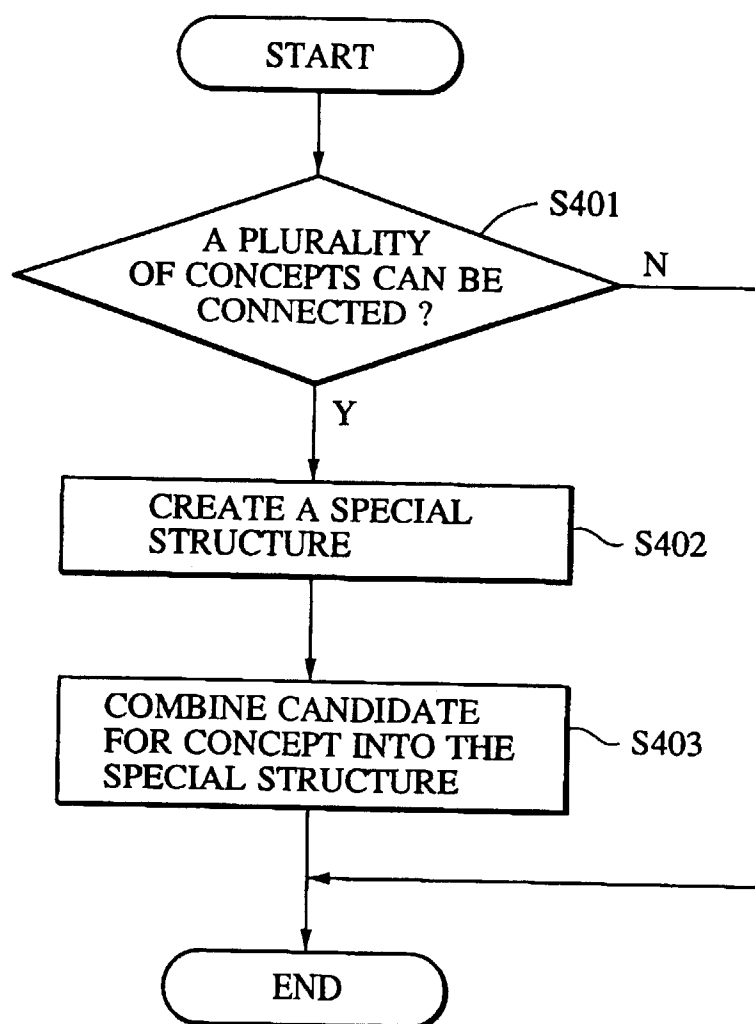 START
S401
A PLURALITY
OF CONCEPTS CAN BE
CONNECTED ?
N
Y
CREATE A SPECIAL
STRUCTURE
S402
COMBINE CANDIDATE
FOR CONCEPT INTO THE
SPECIAL STRUCTURE
S403
END